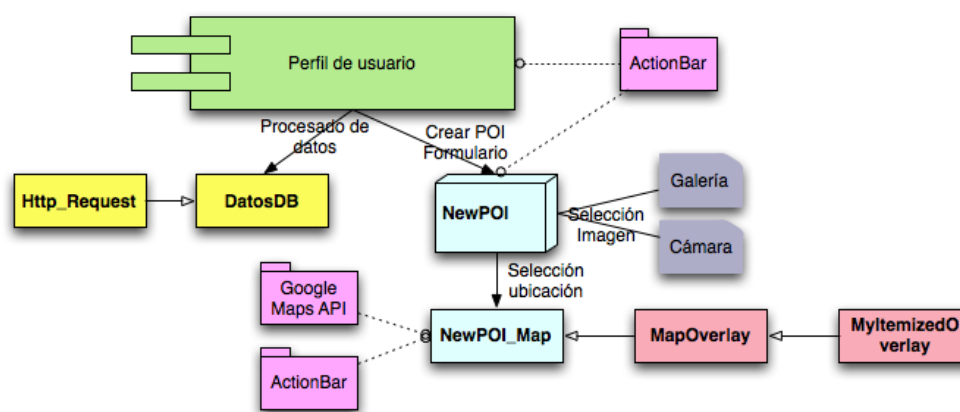 Perfil de usuario
ActionBar
Procesado de
datos
Crear POI
Formulario
Galería
Http_Request
DatosDB
NewPOI
Selección
Imagen
Cámara
Selección
ubicación
Google
Maps API
NewPOI_Map
MapOverlay
MyItemizedO
verlay
ActionBar